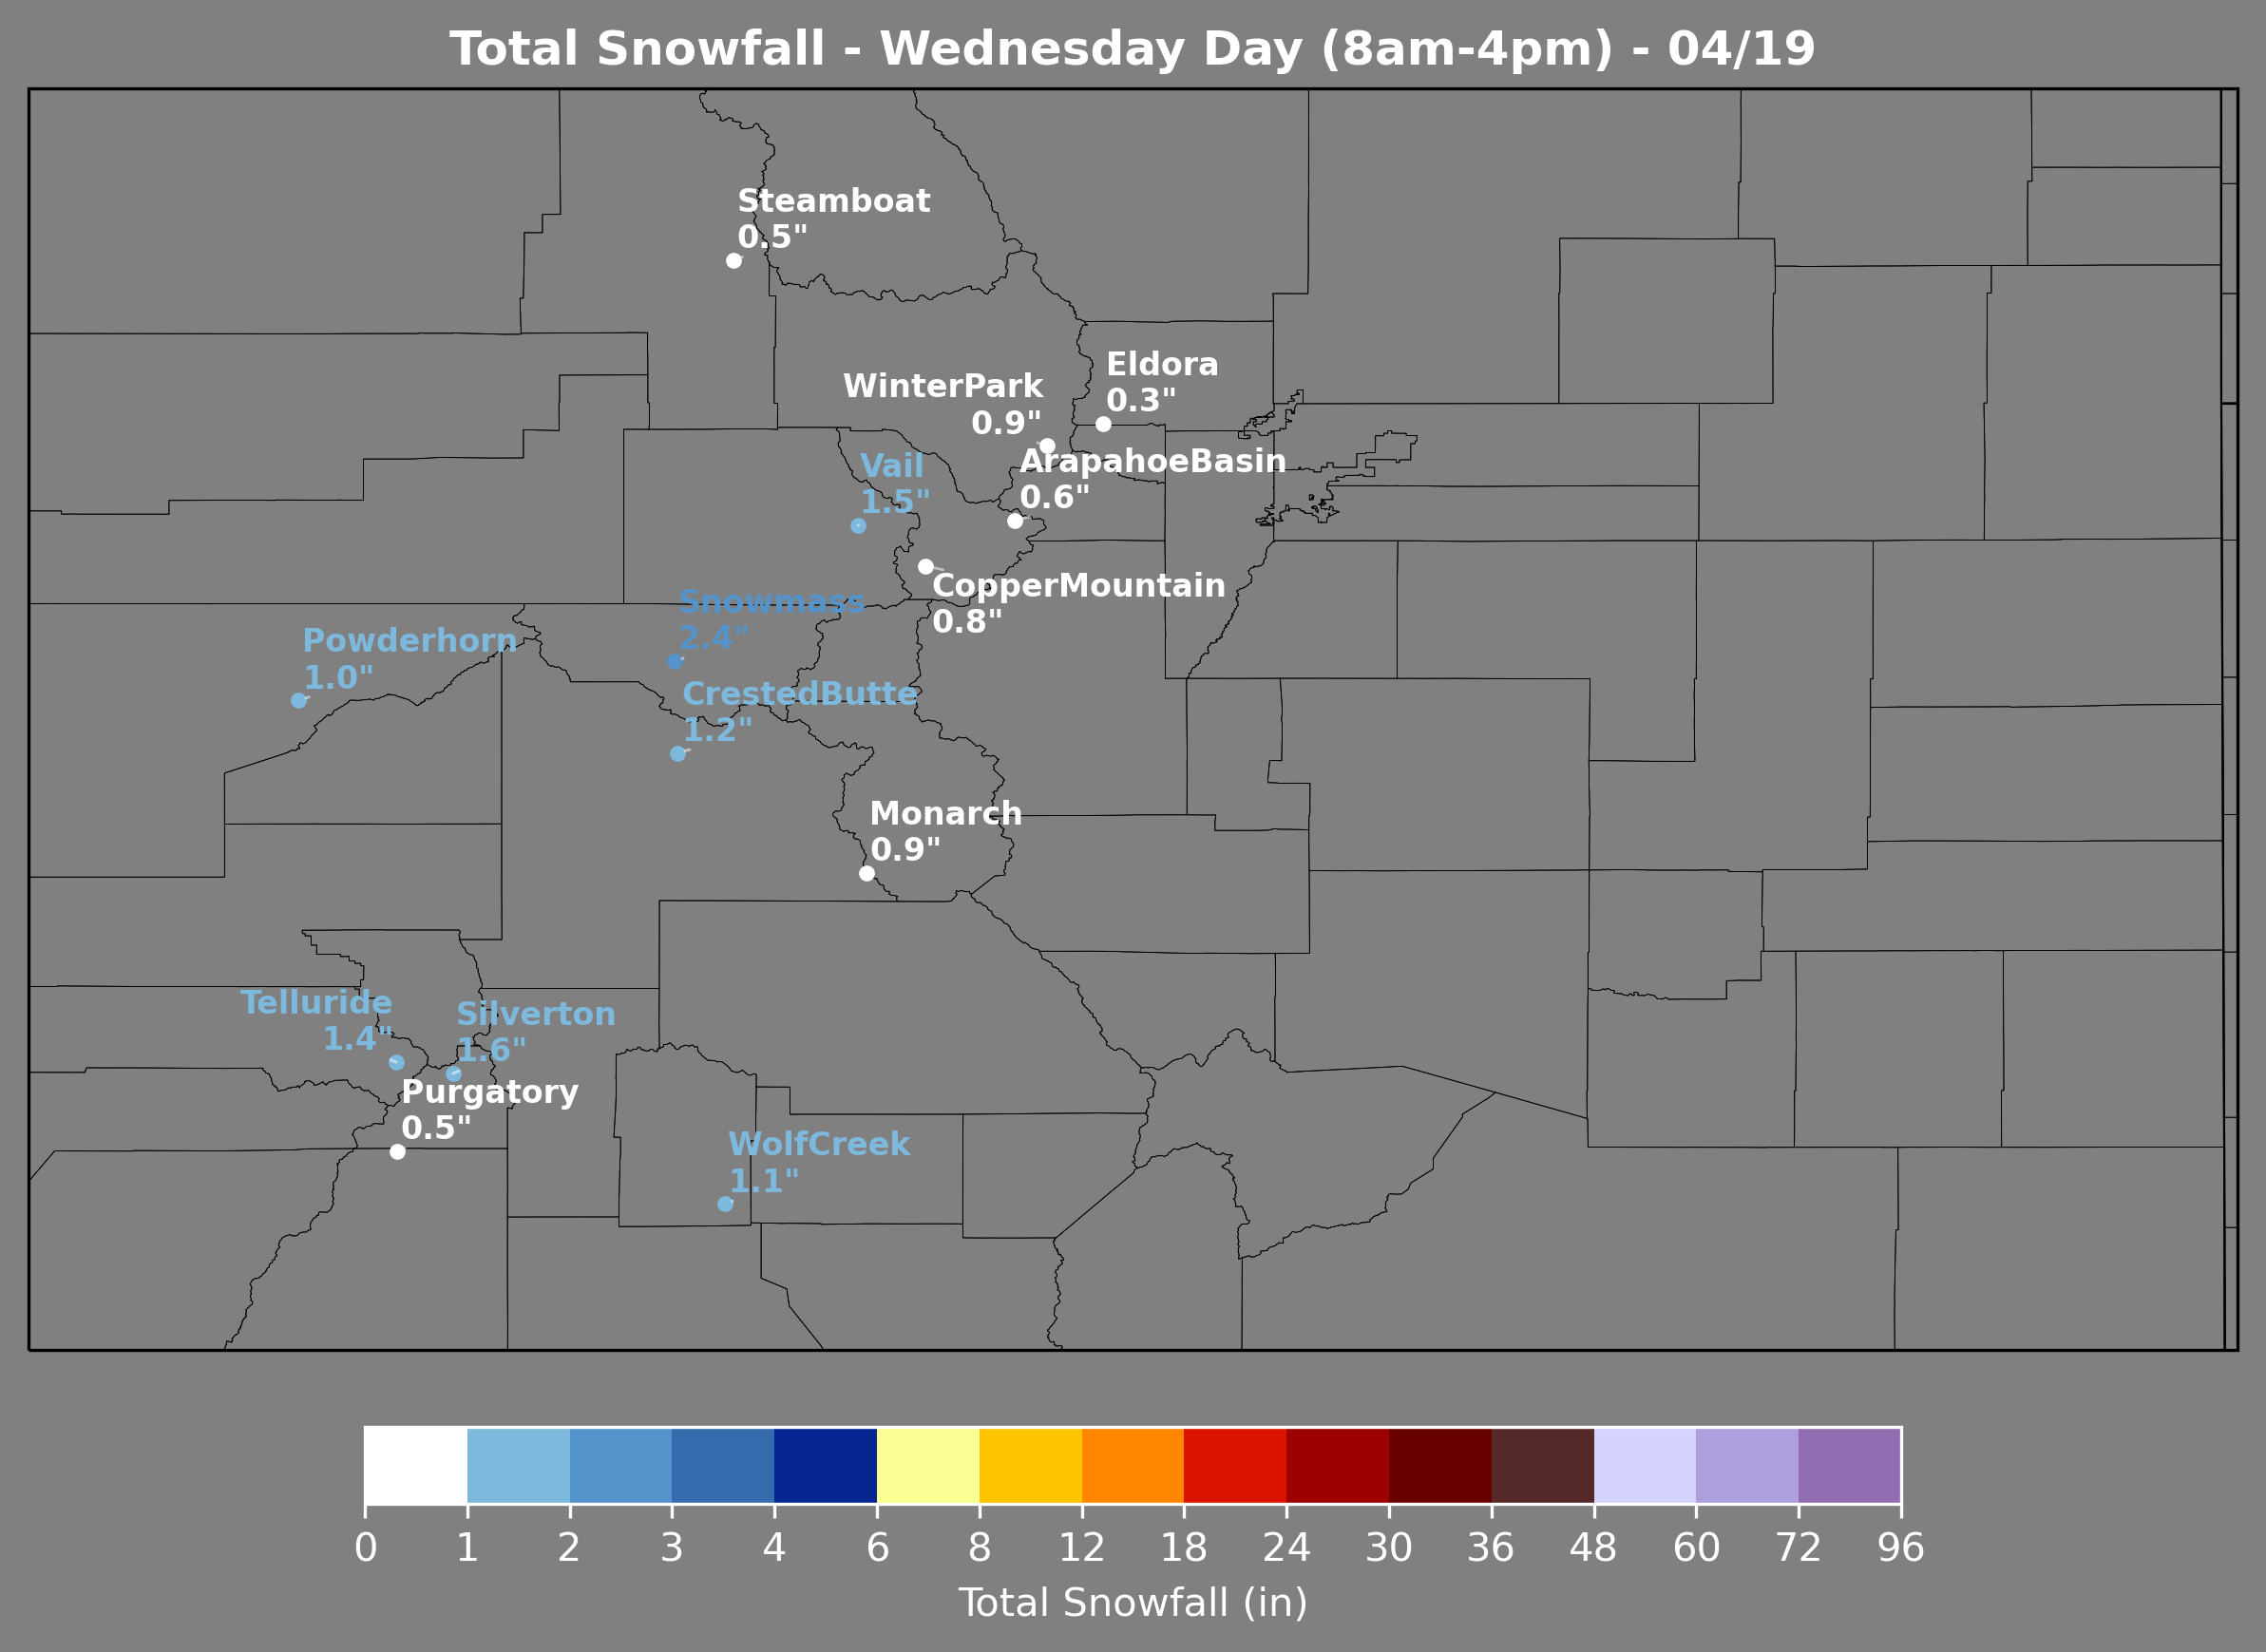 Total Snowfall - Wednesday Day (8am-4pm) - 04/19
Steamboat
0.5"
Eldora
0.3"
WinterPark
0.9"
ArapahoeBasin
0.6"
Vail
1.5"
CopperMountain
0.8"
Snowmass
2.4"
Powderhorn
1.0"
CrestedButte
1.2"
Monarch
0.9"
Telluride
1.4"
Silverton
1.6"
Purgatory
0.5"
WolfCreek
1.1"
0 1 2 3 4 6 8 12 18 24 30 36 48 60 72 96
Total Snowfall (in)